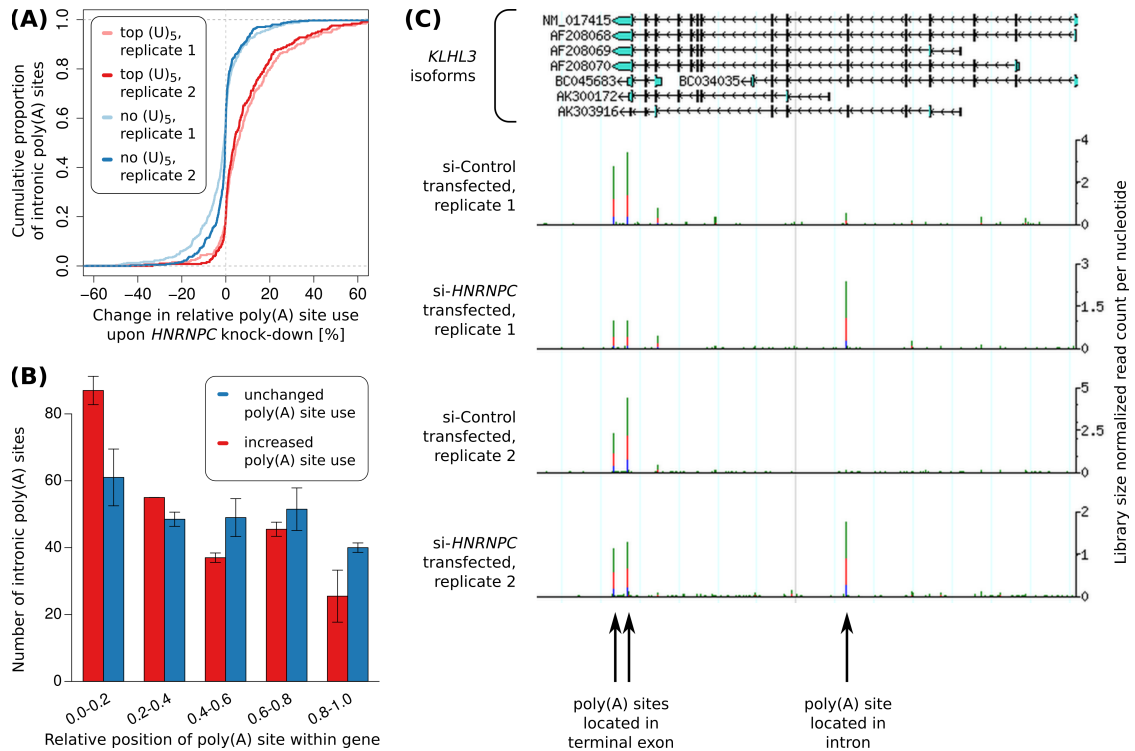 (A)
top (U)5,
replicate 1
top (U)5,
replicate 2
no (U)5,
replicate 1
no (U)5,
replicate 2
Cumulative proportion
of intronic poly(A) sites
0.0
0.2
0.4
0.6
0.8
1.0
−60
−40
−20
0
20
40
60
Change in relative poly(A) site use
upon HNRNPC knock-down [%]
(B)
unchanged
poly(A) site use
increased
poly(A) site use
Number of intronic poly(A) sites
0
20
40
60
80
0.0-0.2
0.2-0.4
0.4-0.6
0.6-0.8
0.8-1.0
Relative position of poly(A) site within gene
(C)
KLHL3
isoforms
NM_017415
AF208068
AF208069
AF208070
BC045683
BC034035
AK300172
AK303916
si-Control
transfected,
replicate 1
4
2
0
si-HNRNPC
transfected,
replicate 1
3
1.5
0
si-Control
transfected,
replicate 2
5
2.5
0
si-HNRNPC
transfected,
replicate 2
2
1
0
Library size normalized read count per nucleotide
poly(A) sites
located in
terminal exon
poly(A) site
located in
intron